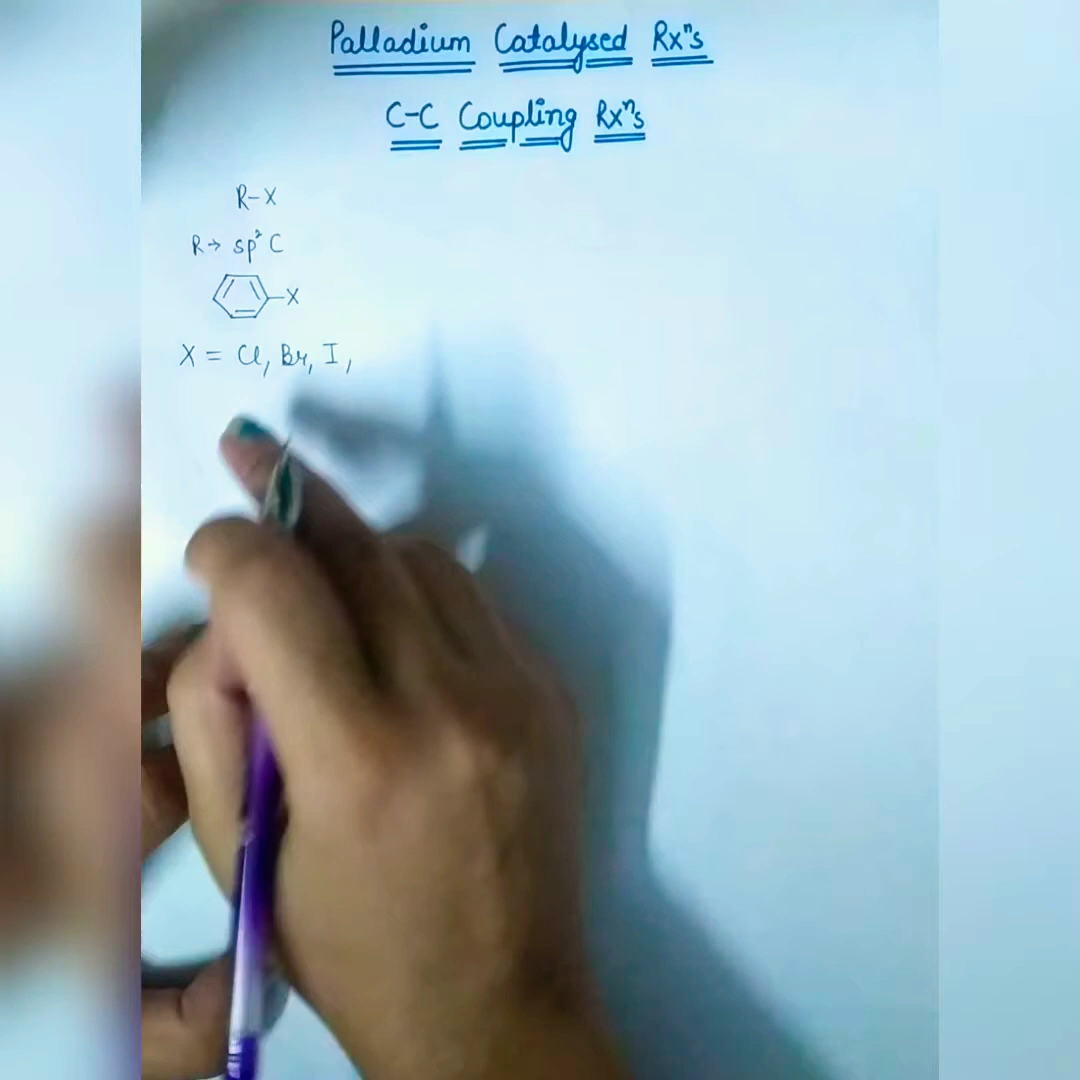 Palladium Catalysed Rxⁿs
C-C Coupling Rxⁿs
R-X
R→ sp² C
-X
X = Cl, Br, I,